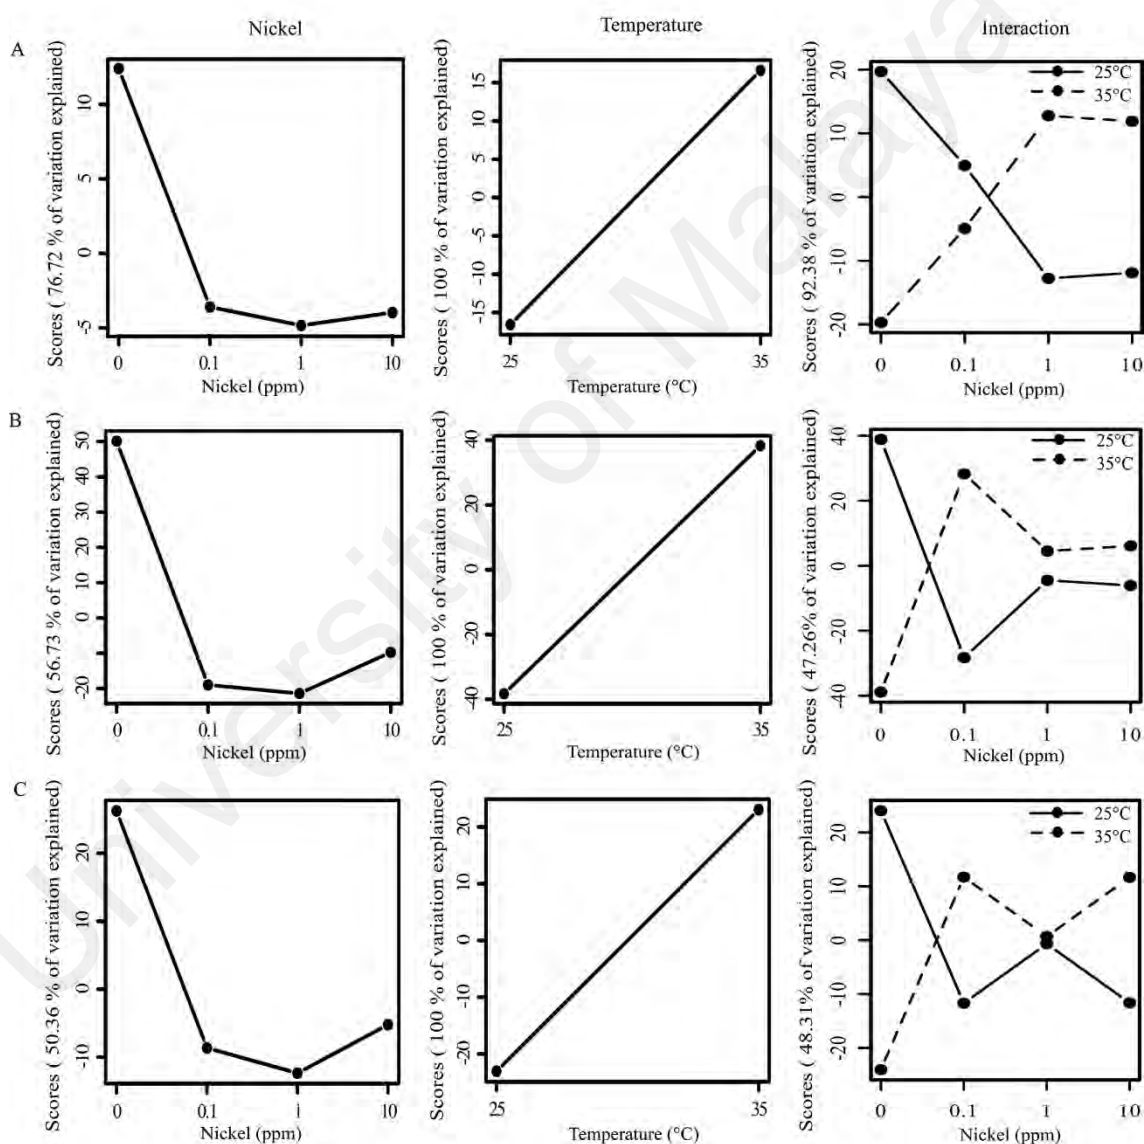 Nickel
Temperature
Interaction
A
Scores ( 76.72 % of variation explained)
10
5
0
-5
0
0.1
1
10
Nickel (ppm)
Scores ( 100 % of variation explained)
15
10
5
0
-5
-10
-15
25
35
Temperature (°C)
Scores ( 92.38 % of variation explained)
20
10
0
-10
-20
25°C
35°C
0
0.1
1
10
Nickel (ppm)
B
Scores ( 56.73 % of variation explained)
50
40
30
20
10
0
-10
-20
0
0.1
1
10
Nickel (ppm)
Scores ( 100 % of variation explained)
40
20
0
-20
40
25
35
Temperature (°C)
Scores ( 47.26% of variation explained)
40
20
0
-20
40
25°C
35°C
0
0.1
1
10
Nickel (ppm)
C
Scores ( 50.36 % of variation explained)
20
10
0
-10
0
0.1
1
10
Nickel (ppm)
Scores ( 100 % of variation explained)
20
10
0
-10
-20
25
35
Temperature (°C)
Scores ( 48.31% of variation explained)
20
10
0
-10
-20
25°C
35°C
0
0.1
1
10
Nickel (ppm)
University of Malaya